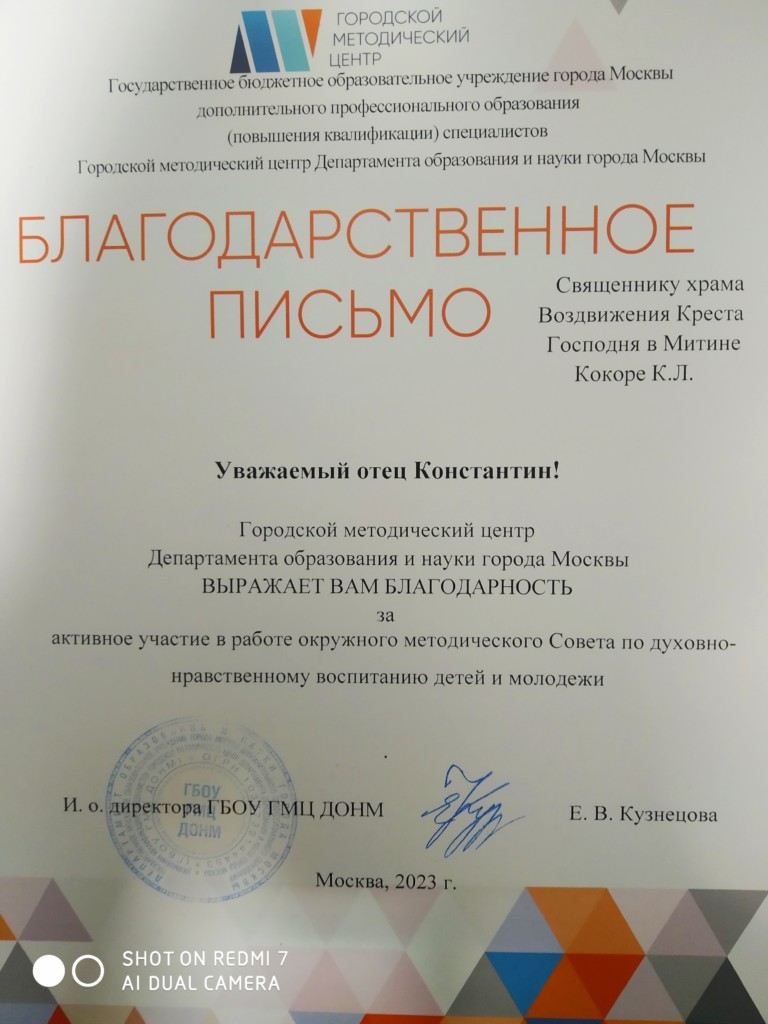 ГОРОДСКОЙ
МЕТОДИЧЕСКИЙ
ЦЕНТР
Государственное бюджетное образовательное учреждение города Москвы
дополнительного профессионального образования
(повышения квалификации) специалистов
Городской методический центр Департамента образования и науки города Москвы
БЛАГОДАРСТВЕННОЕ
ПИСЬМО
Священнику храма
Воздвижения Креста
Господня в Митине
Кокоре К.Л.
Уважаемый отец Константин!
Городской методический центр
Департамента образования и науки города Москвы
ВЫРАЖАЕТ ВАМ БЛАГОДАРНОСТЬ
за
активное участие в работе окружного методического Совета по духовно-
нравственному воспитанию детей и молодежи
ГБОУ
ГМЦ
ДОНМ
И. о. директора ГБОУ ГМЦ ДОНМ
Е. В. Кузнецова
Москва, 2023 г.
SHOT ON REDMI 7
AI DUAL CAMERA